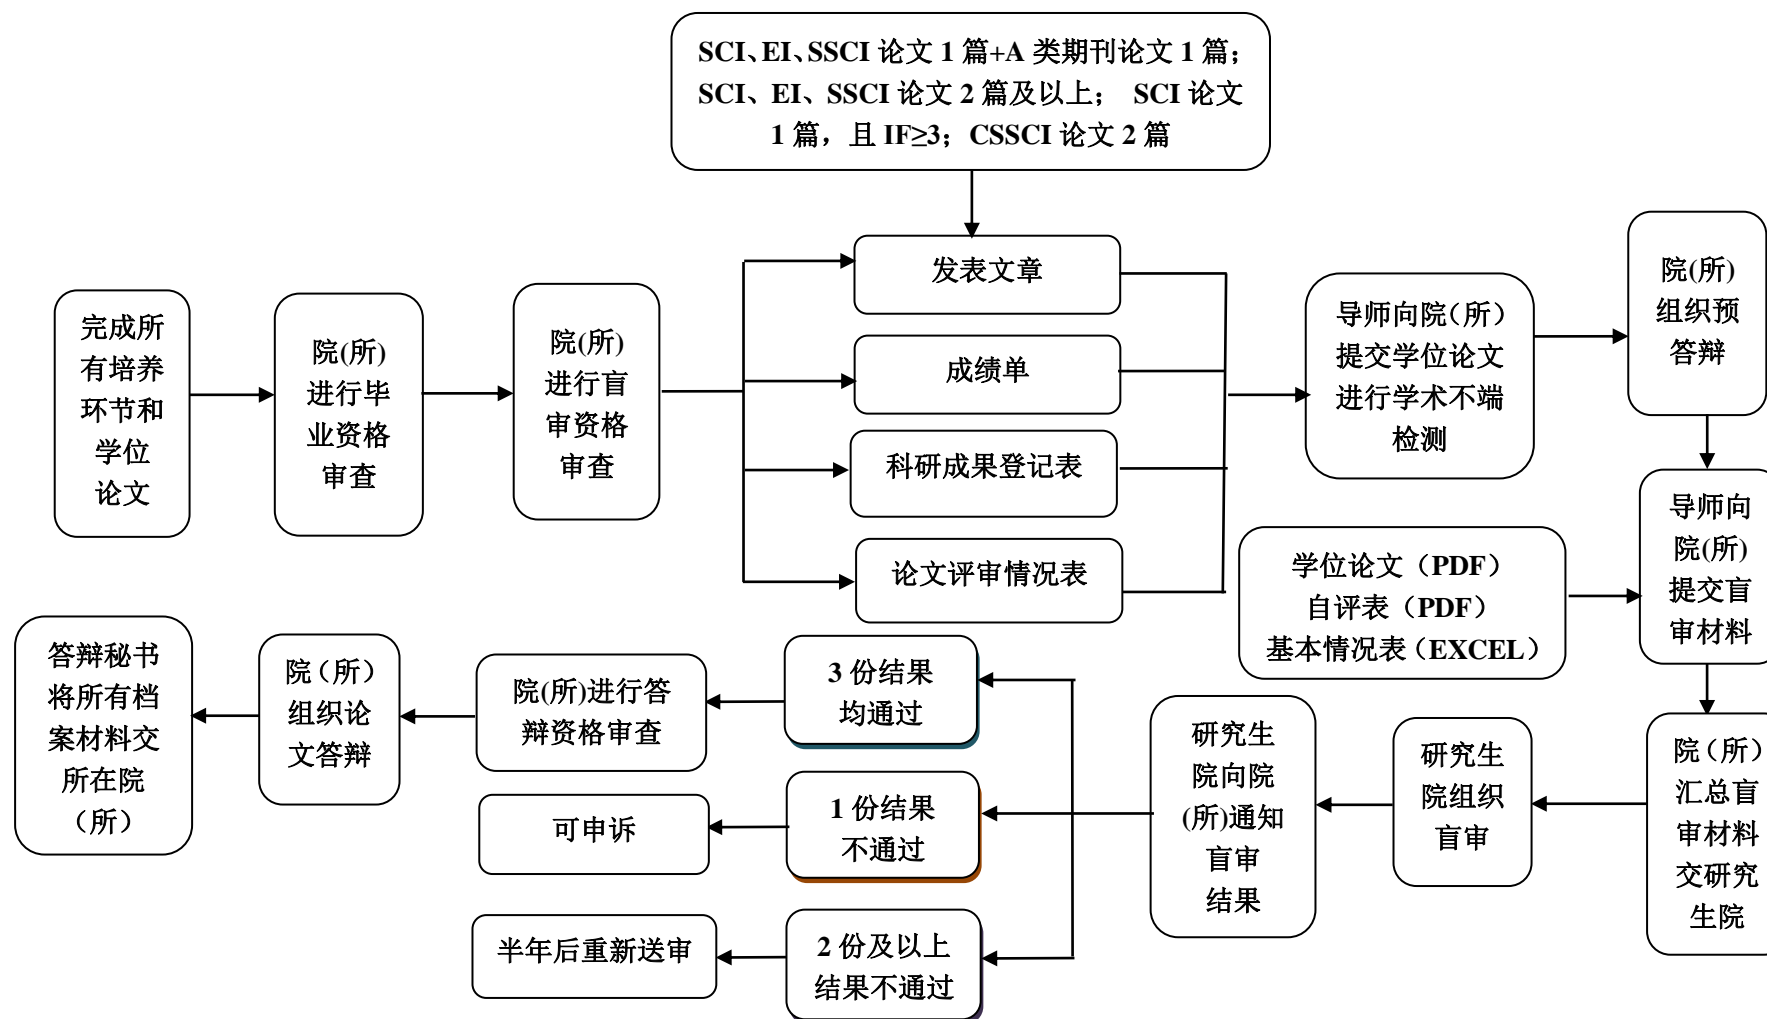 SCI、EI、SSCI 论文 1 篇+A 类期刊论文 1 篇；
SCI、EI、SSCI 论文 2 篇及以上； SCI 论文
1 篇，且 IF≥3；CSSCI 论文 2 篇
完成所
有培养
环节和
学位
论文
院(所)
进行毕
业资格
审查
院(所)
进行盲
审资格
审查
发表文章
成绩单
科研成果登记表
论文评审情况表
导师向院（所）
提交学位论文
进行学术不端
检测
院(所)
组织预
答辩
导师向
院(所)
提交盲
审材料
学位论文（PDF）
自评表（PDF）
基本情况表（EXCEL）
院（所）
汇总盲
审材料
交研究
生院
研究生
院组织
盲审
研究生
院向院
(所)通知
盲审
结果
3 份结果
均通过
1 份结果
不通过
2 份及以上
结果不通过
院(所)进行答
辩资格审查
可申诉
半年后重新送审
院（所）
组织论
文答辩
答辩秘书
将所有档
案材料交
所在院
（所）